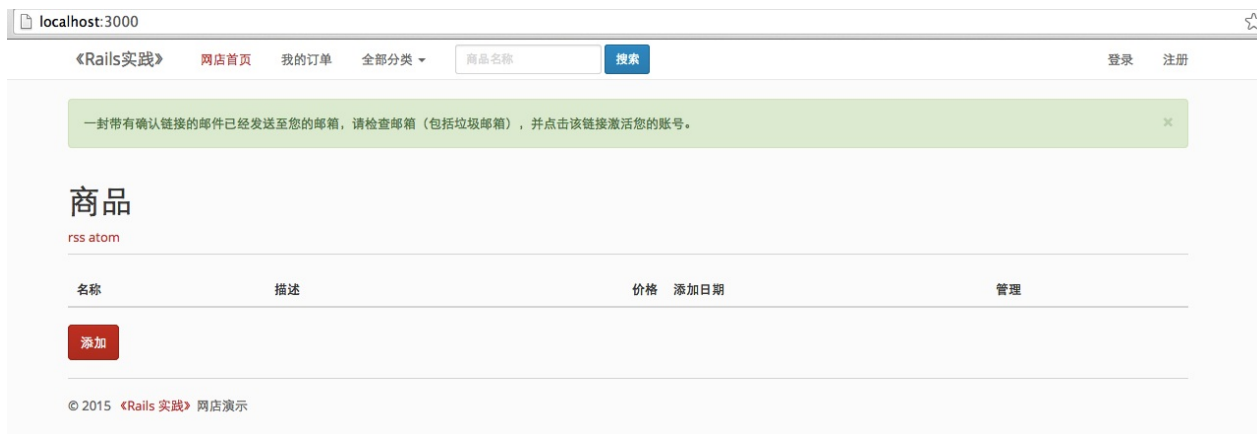 localhost:3000
《Rails实践》 网店首页 我的订单 全部分类 商品名称 搜索 登录 注册
一封带有确认链接的邮件已经发送至您的邮箱，请检查邮箱（包括垃圾邮箱），并点击该链接激活您的账号。 ×
商品
rss atom
名称 描述 价格 添加日期 管理
添加
© 2015 《Rails 实践》 网店演示